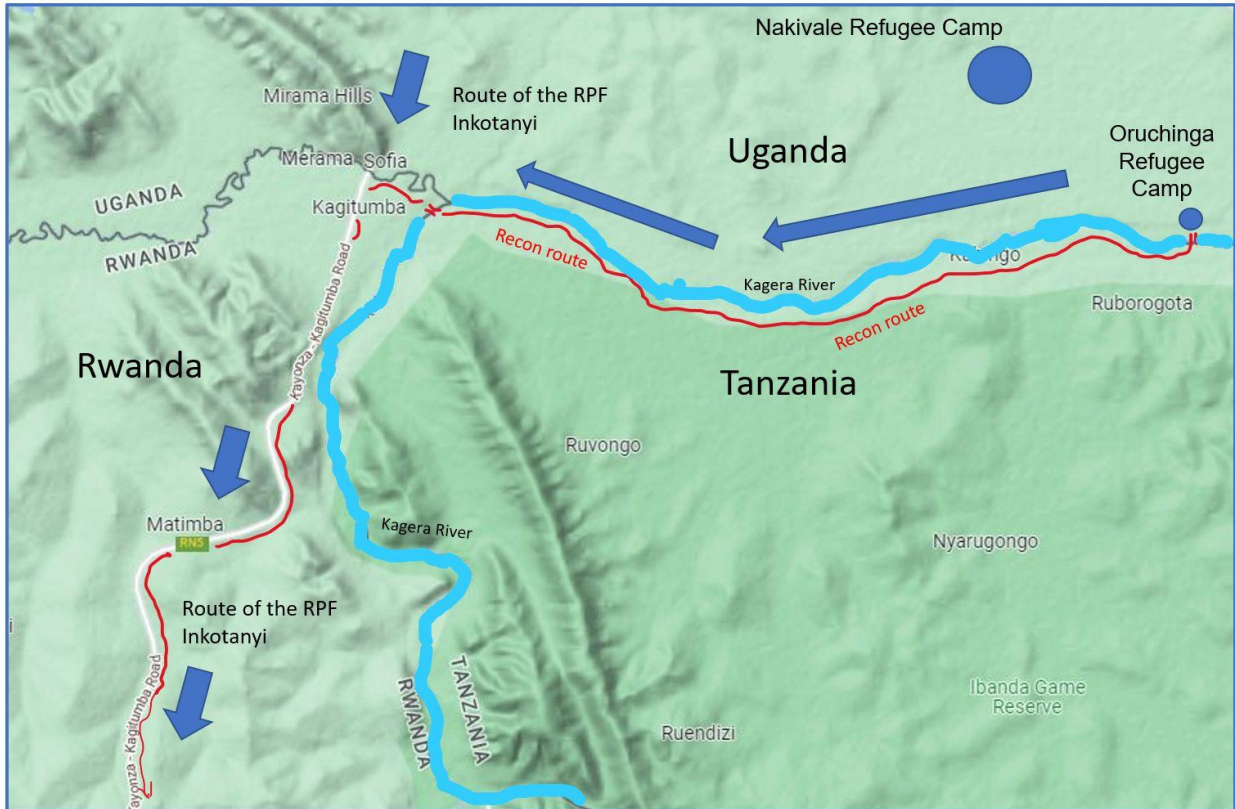 Nakivale Refugee Camp
Mirama Hills
Route of the RPF
Inkotanyi
Oruchinga
Refugee
Camp
Uganda
Merama Sofia
UGANDA
RWANDA
Kagitumba
Recon route
Kagera River
Ruborogota
Recon route
Kayonza - Kagitumba Road
Rwanda
Tanzania
Ruvongo
Matimba
RN5
Kagera River
Nyarugongo
Route of the RPF
Inkotanyi
Kayonza - Kagitumba Road
TANZANIA
RWANDA
Ibanda Game
Reserve
Ruendizi